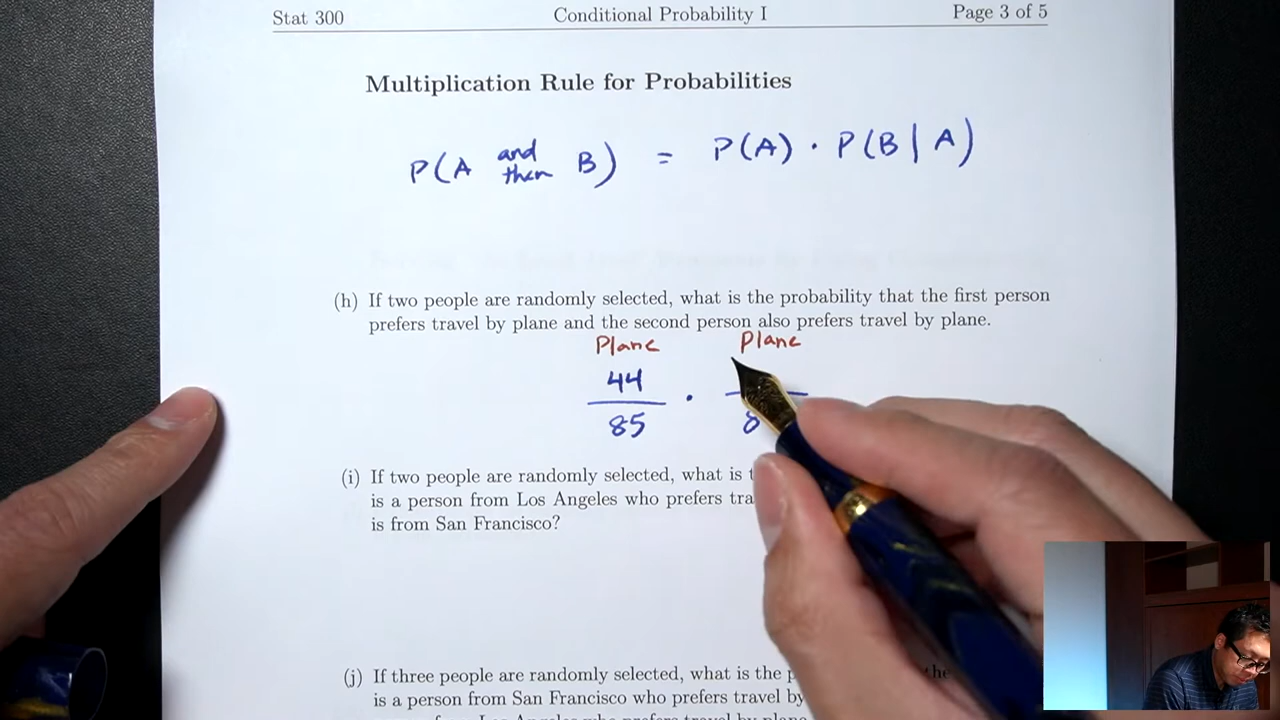 Stat 300 Conditional Probability I Page 3 of 5
Multiplication Rule for Probabilities
P(A and then B) = P(A) · P(B | A)
(h) If two people are randomly selected, what is the probability that the first person
prefers travel by plane and the second person also prefers travel by plane.
Plane Plane
44
85 · 8
(i) If two people are randomly selected, what is
is a person from Los Angeles who prefers
is from San Francisco?
(j) If three people are randomly selected, what is the
is a person from San Francisco who prefers travel by